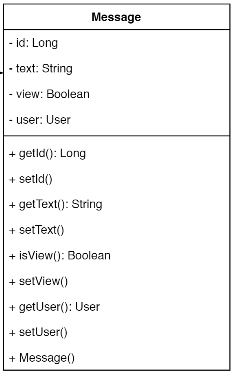 Message
- id: Long
- text: String
- view: Boolean
- user: User
+ getId(): Long
+ setId()
+ getText(): String
+ setText()
+ isView(): Boolean
+ setView()
+ getUser(): User
+ setUser()
+ Message()